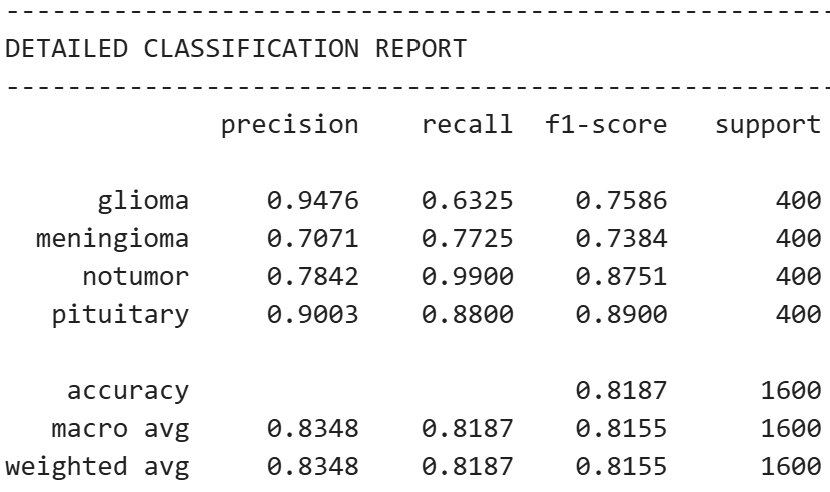 ------------------------------------------------------
DETAILED CLASSIFICATION REPORT
------------------------------------------------------
              precision    recall  f1-score   support

      glioma     0.9476    0.6325    0.7586       400
  meningioma     0.7071    0.7725    0.7384       400
     notumor     0.7842    0.9900    0.8751       400
   pituitary     0.9003    0.8800    0.8900       400

    accuracy                         0.8187      1600
   macro avg     0.8348    0.8187    0.8155      1600
weighted avg     0.8348    0.8187    0.8155      1600